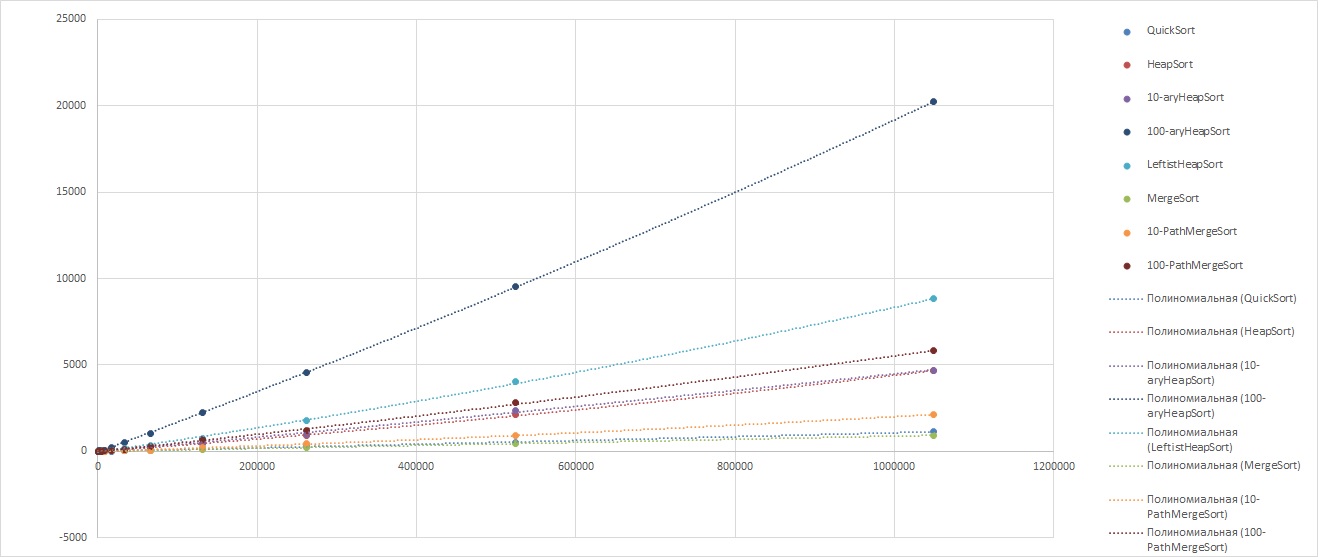 25000
20000
15000
10000
5000
0
-5000
0
200000
400000
600000
800000
1000000
1200000
QuickSort
HeapSort
10-aryHeapSort
100-aryHeapSort
LeftistHeapSort
MergeSort
10-PathMergeSort
100-PathMergeSort
Полиномиальная (QuickSort)
Полиномиальная (HeapSort)
Полиномиальная (10-
aryHeapSort)
Полиномиальная (100-
aryHeapSort)
Полиномиальная
(LeftistHeapSort)
Полиномиальная (MergeSort)
Полиномиальная (10-
PathMergeSort)
Полиномиальная (100-
PathMergeSort)